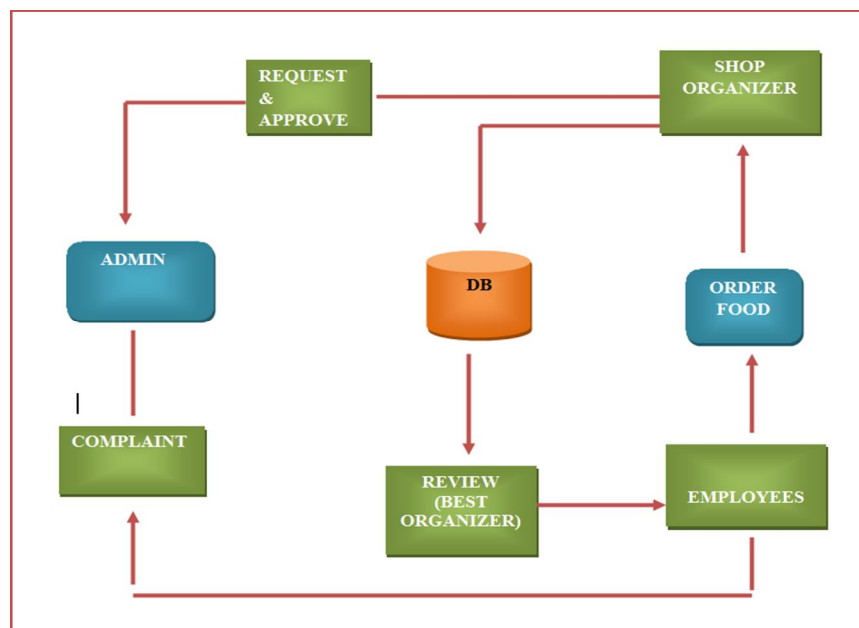 REQUEST
&
APPROVE
SHOP
ORGANIZER
ADMIN
DB
ORDER
FOOD
COMPLAINT
REVIEW
(BEST
ORGANIZER)
EMPLOYEES